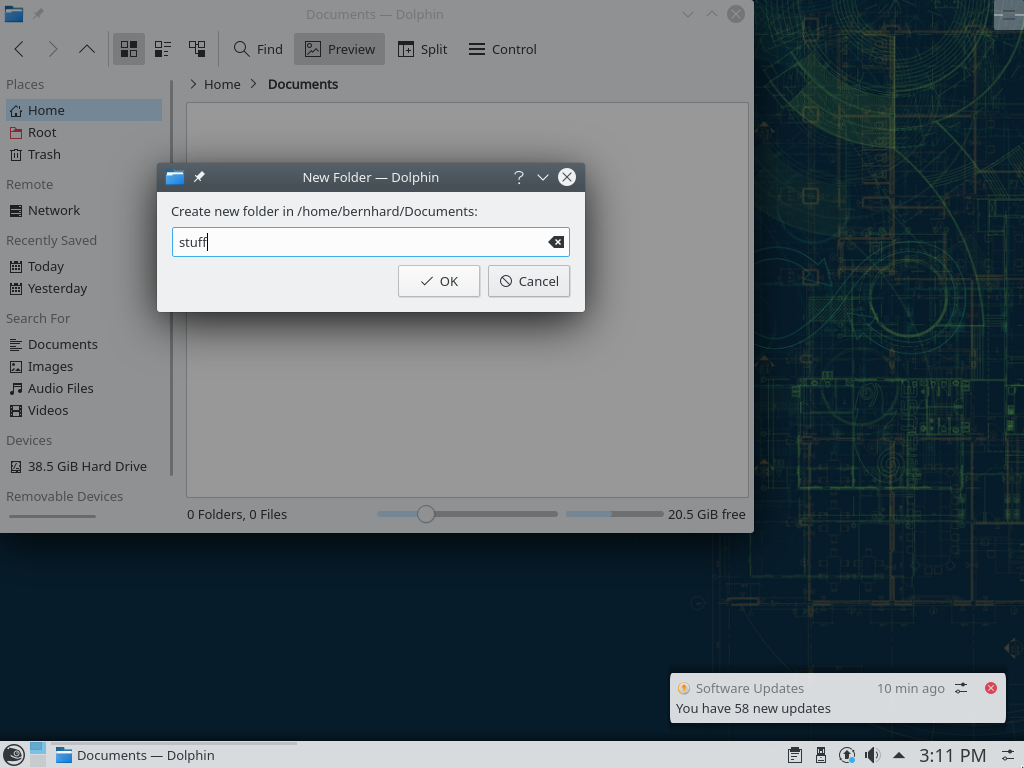 Documents — Dolphin
Find
Preview
Split
Control
Places
Home
Root
Trash
Remote
Network
Recently Saved
Today
Yesterday
Search For
Documents
Images
Audio Files
Videos
Devices
38.5 GiB Hard Drive
Removable Devices
Home
Documents
New Folder — Dolphin
?
Create new folder in /home/bernhard/Documents:
stuff
OK
Cancel
0 Folders, 0 Files
20.5 GiB free
Software Updates
10 min ago
You have 58 new updates
Documents — Dolphin
3:11 PM